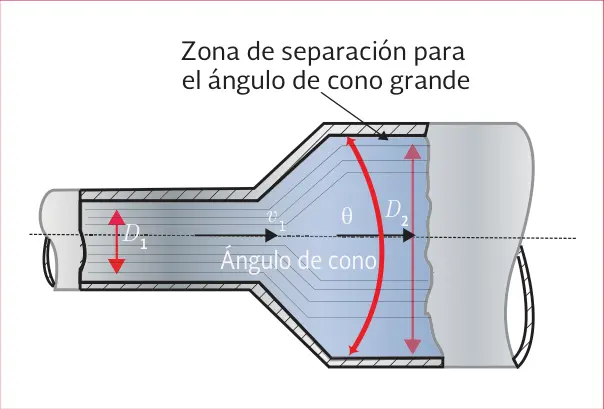 Zona de separación para
el ángulo de cono grande
D1
v1
θ
D2
Ángulo de cono